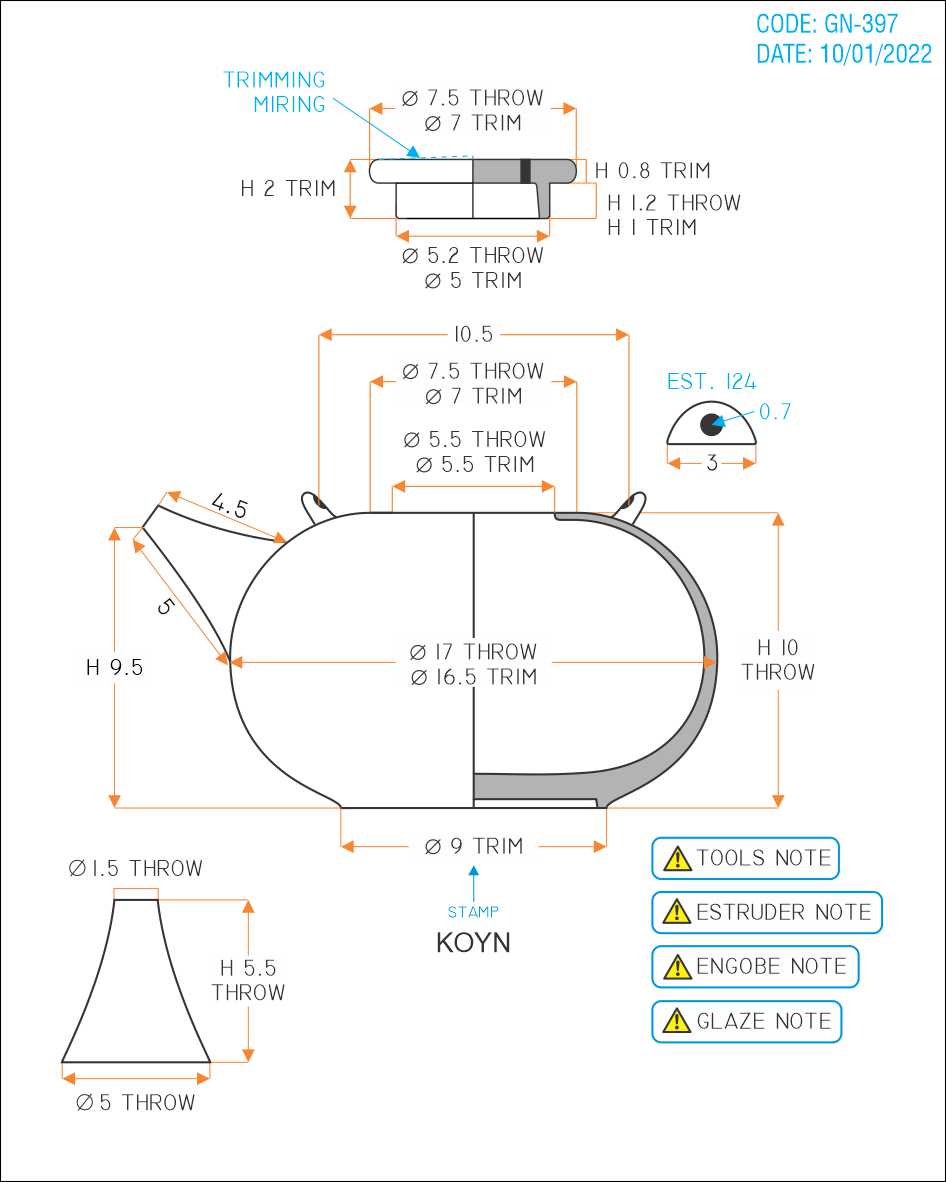 CODE: GN-397
DATE: 10/01/2022
TRIMMING
MIRING
Ø 7.5 THROW
Ø 7 TRIM
H 2 TRIM
H 0.8 TRIM
H 1.2 THROW
H 1 TRIM
Ø 5.2 THROW
Ø 5 TRIM
10.5
Ø 7.5 THROW
Ø 7 TRIM
EST. 124
0.7
3
Ø 5.5 THROW
Ø 5.5 TRIM
4.5
5
H 9.5
Ø 17 THROW
Ø 16.5 TRIM
H 10
THROW
Ø 9 TRIM
STAMP
KOYN
Ø 1.5 THROW
H 5.5
THROW
Ø 5 THROW
TOOLS NOTE
ESTRUDER NOTE
ENGOBE NOTE
GLAZE NOTE